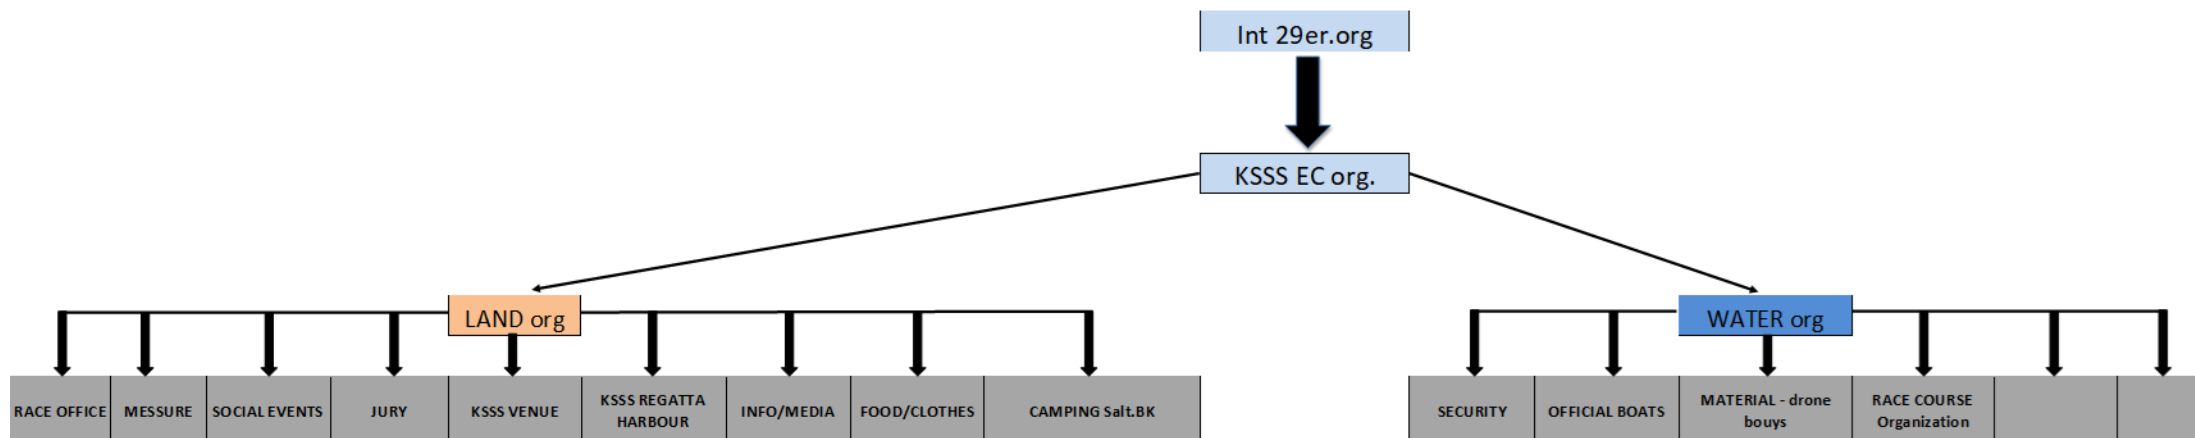 Int 29er.org
KSSS EC org.
LAND org
WATER org
RACE OFFICE
MESSURE
SOCIAL EVENTS
JURY
KSSS VENUE
KSSS REGATTA
HARBOUR
INFO/MEDIA
FOOD/CLOTHES
CAMPING Salt.BK
SECURITY
OFFICIAL BOATS
MATERIAL - drone
bouys
RACE COURSE
Organization